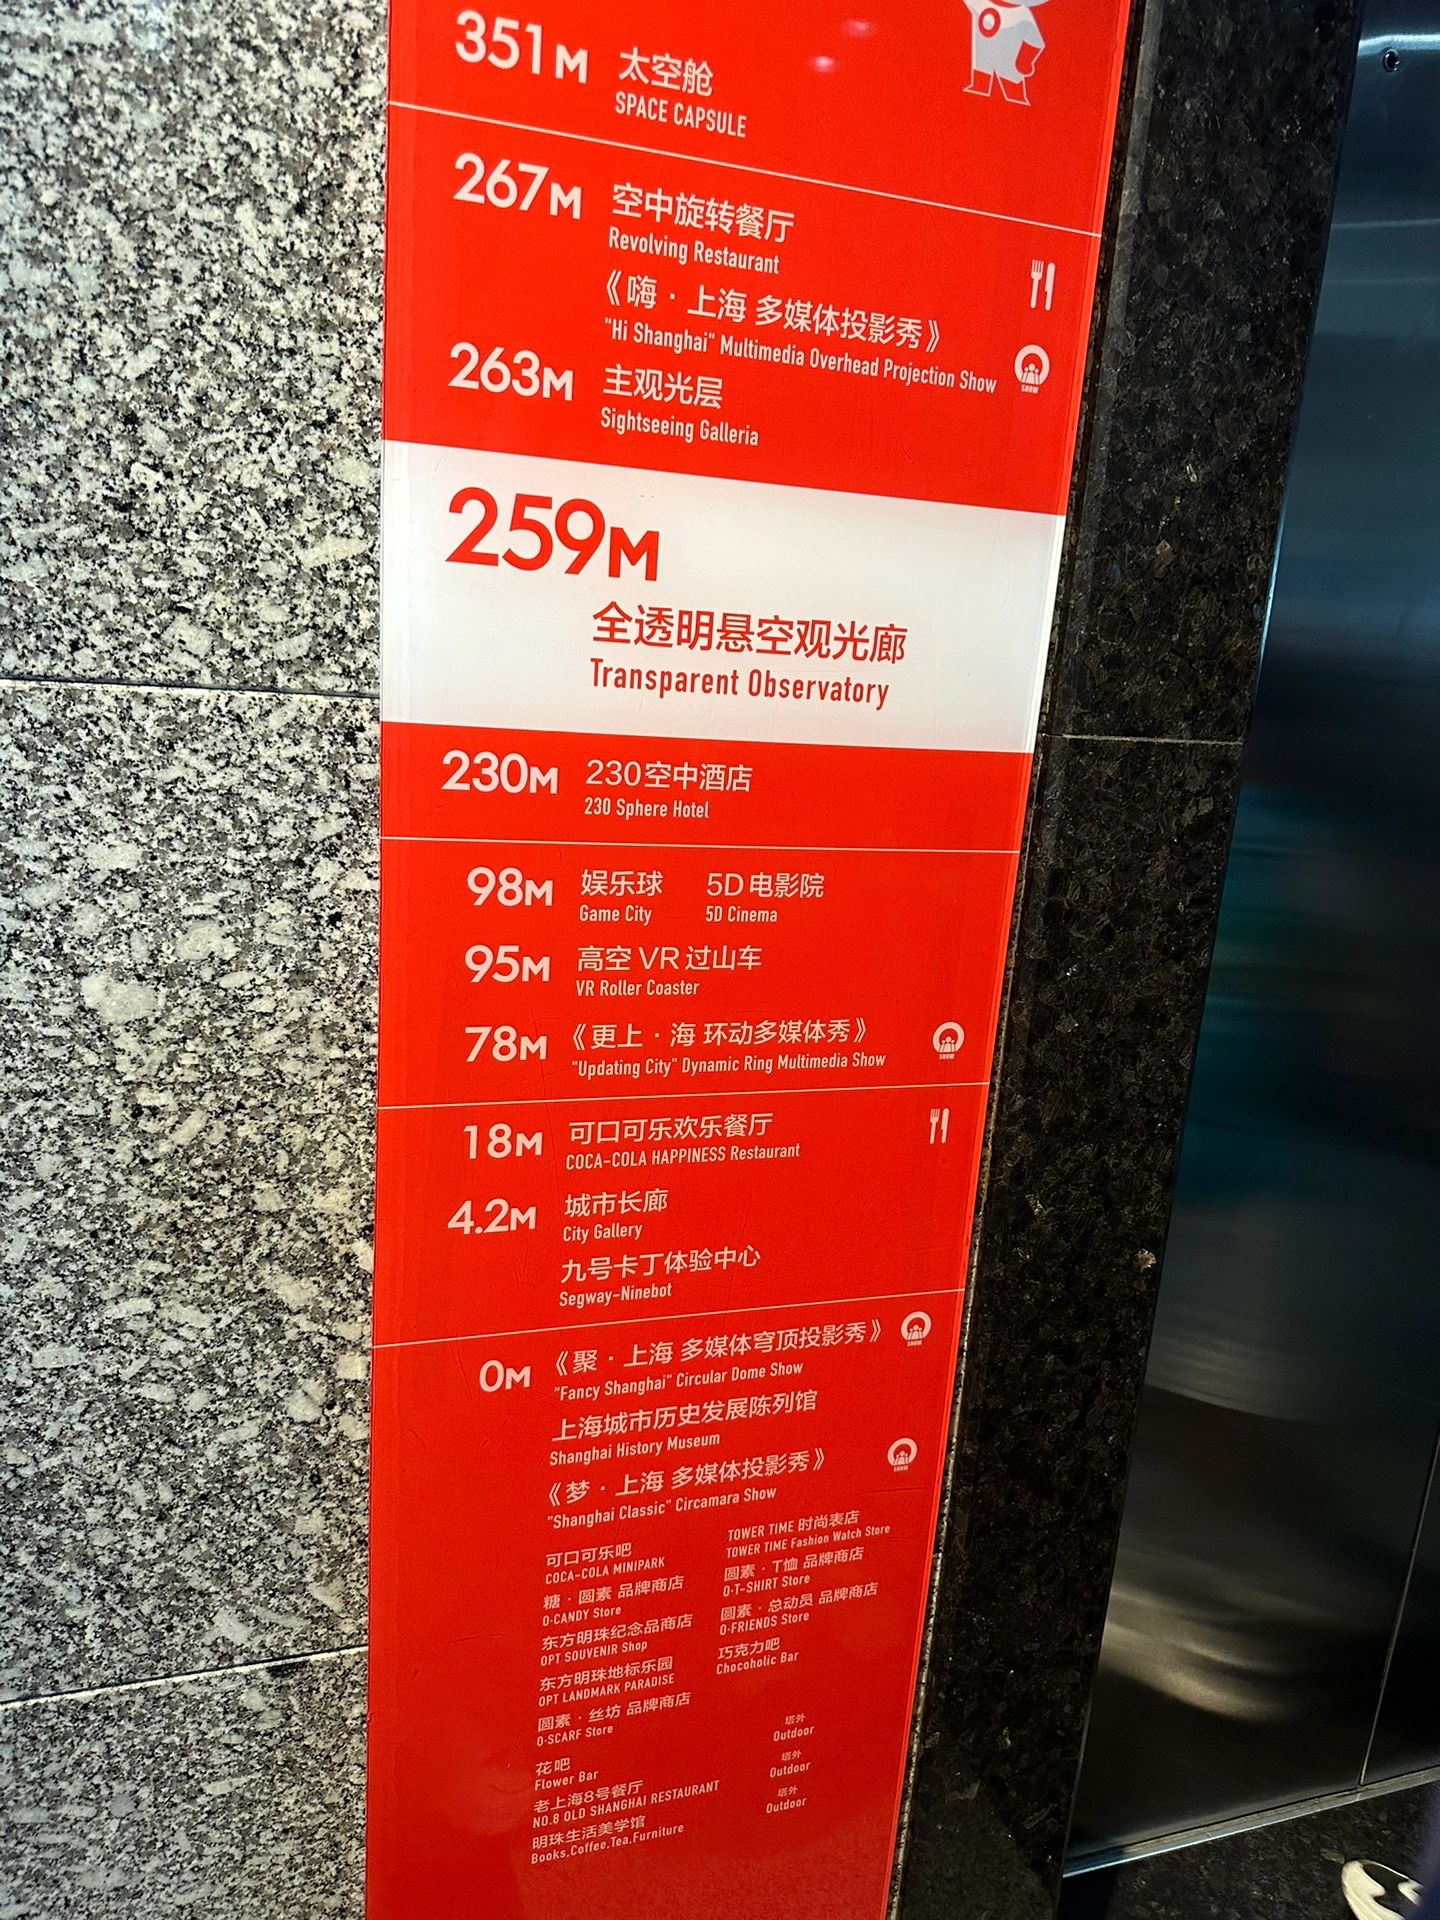 351M 太空舱
SPACE CAPSULE
267M 空中旋转餐厅
Revolving Restaurant
《嗨·上海 多媒体投影秀》
"Hi Shanghai" Multimedia Overhead Projection Show
SHOW
263M 主观光层
Sightseeing Galleria
259M
全透明悬空观光廊
Transparent Observatory
230M 230空中酒店
230 Sphere Hotel
98M 娱乐球 5D电影院
Game City 5D Cinema
95M 高空 VR 过山车
VR Roller Coaster
78M 《更上·海 环动多媒体秀》
"Updating City" Dynamic Ring Multimedia Show
SHOW
18M 可口可乐欢乐餐厅
COCA-COLA HAPPINESS Restaurant
4.2M 城市长廊
City Gallery
九号卡丁体验中心
Segway-Ninebot
0M 《聚·上海 多媒体穹顶投影秀》
"Fancy Shanghai" Circular Dome Show
SHOW
上海城市历史发展陈列馆
Shanghai History Museum
《梦·上海 多媒体投影秀》
"Shanghai Classic" Circamara Show
SHOW
可口可乐吧
COCA-COLA MINIPARK
糖·圆素 品牌商店
O-CANDY Store
东方明珠纪念品商店
OPT SOUVENIR Shop
东方明珠地标乐园
OPT LANDMARK PARADISE
圆素·丝坊 品牌商店
O-SCARF Store
TOWER TIME 时尚表店
TOWER TIME Fashion Watch Store
圆素·T恤 品牌商店
O-T-SHIRT Store
圆素·总动员 品牌商店
O-FRIENDS Store
巧克力吧
Chocoholic Bar
花吧 塔外
Flower Bar Outdoor
老上海8号餐厅 塔外
NO.8 OLD SHANGHAI RESTAURANT Outdoor
明珠生活美学馆 塔外
Books.Coffee.Tea.Furniture Outdoor